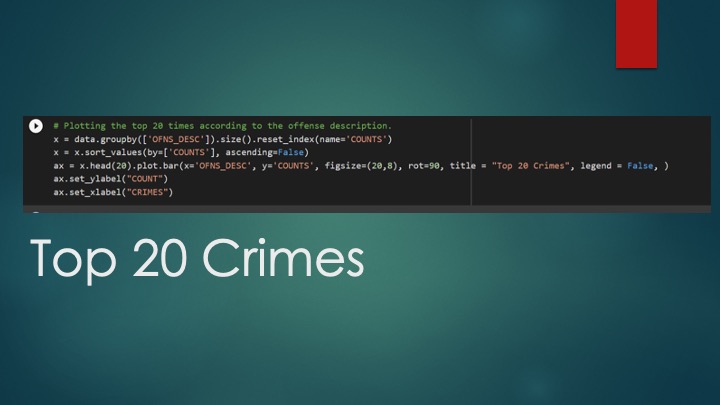 # Plotting the top 20 times according to the offense description.
x = data.groupby(['OFNS_DESC']).size().reset_index(name='COUNTS')
x = x.sort_values(by=['COUNTS'], ascending=False)
ax = x.head(20).plot.bar(x='OFNS_DESC', y='COUNTS', figsize=(20,8), rot=90, title = "Top 20 Crimes", legend = False, )
ax.set_ylabel("COUNT")
ax.set_xlabel("CRIMES")
Top 20 Crimes